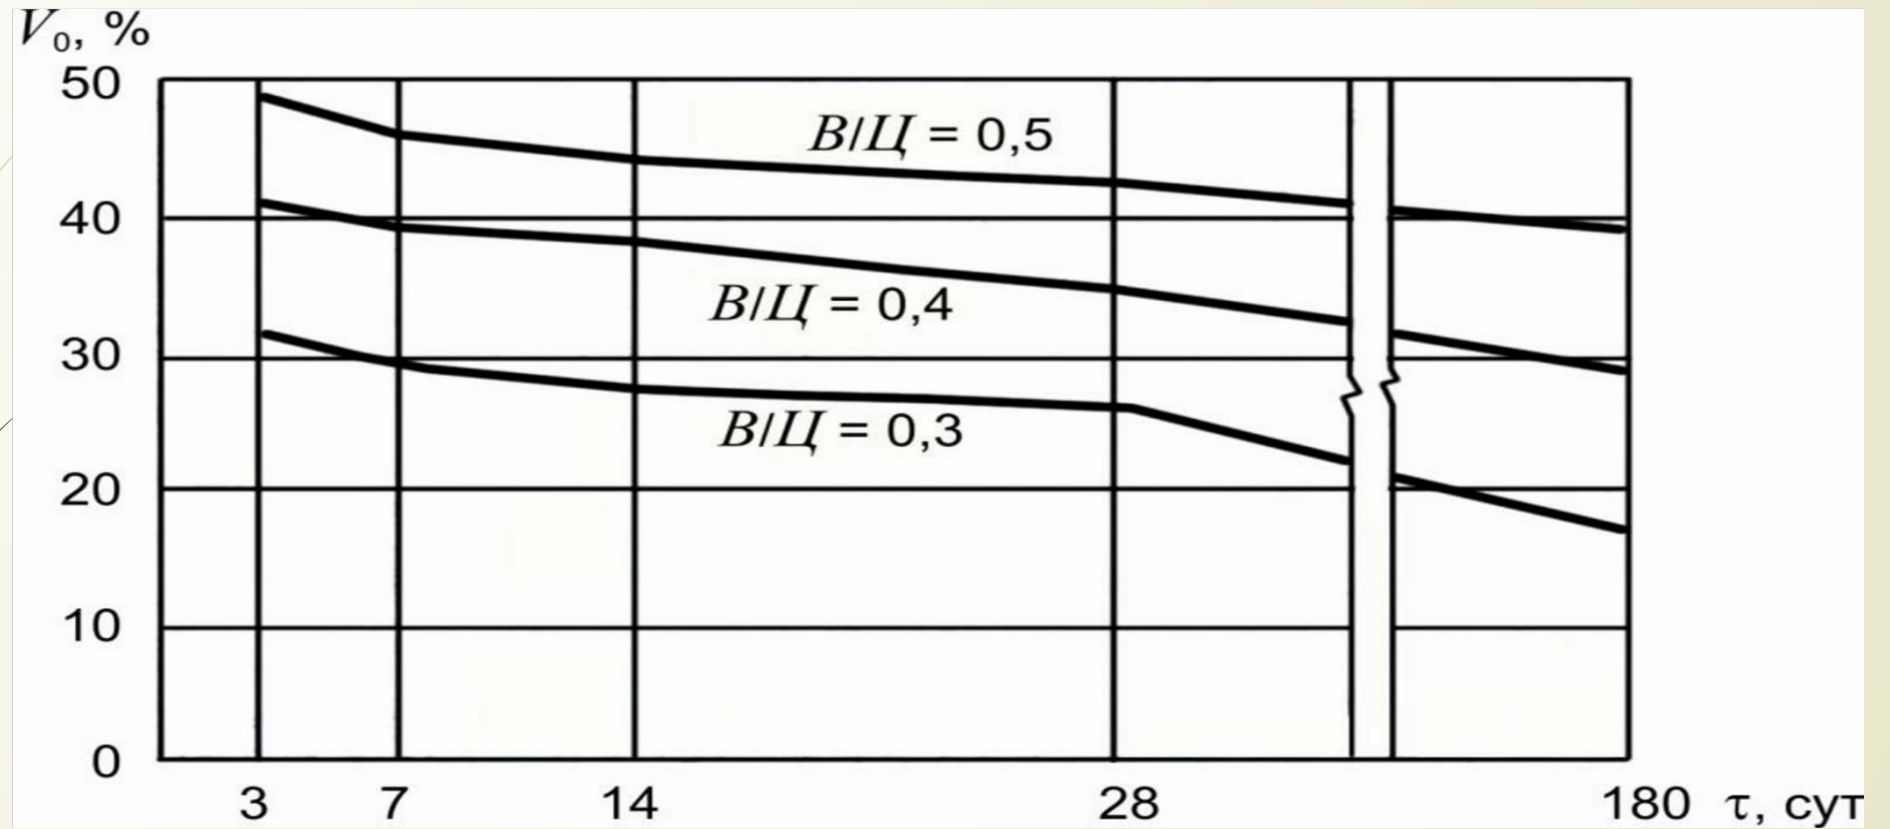 V₀, %
50
40
30
20
10
0
В/Ц = 0,5
В/Ц = 0,4
В/Ц = 0,3
3 7 14 28 180 τ, сут